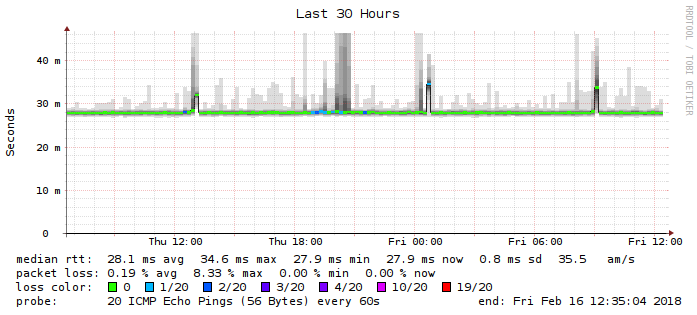 Last 30 Hours
RRDTOOL / TOBI OETIKER
Seconds
40 m
30 m
20 m
10 m
0
Thu 12:00 Thu 18:00 Fri 00:00 Fri 06:00 Fri 12:00
median rtt: 28.1 ms avg 34.6 ms max 27.9 ms min 27.9 ms now 0.8 ms sd 35.5 am/s
packet loss: 0.19 % avg 8.33 % max 0.00 % min 0.00 % now
loss color: 0 1/20 2/20 3/20 4/20 10/20 19/20
probe: 20 ICMP Echo Pings (56 Bytes) every 60s end: Fri Feb 16 12:35:04 2018